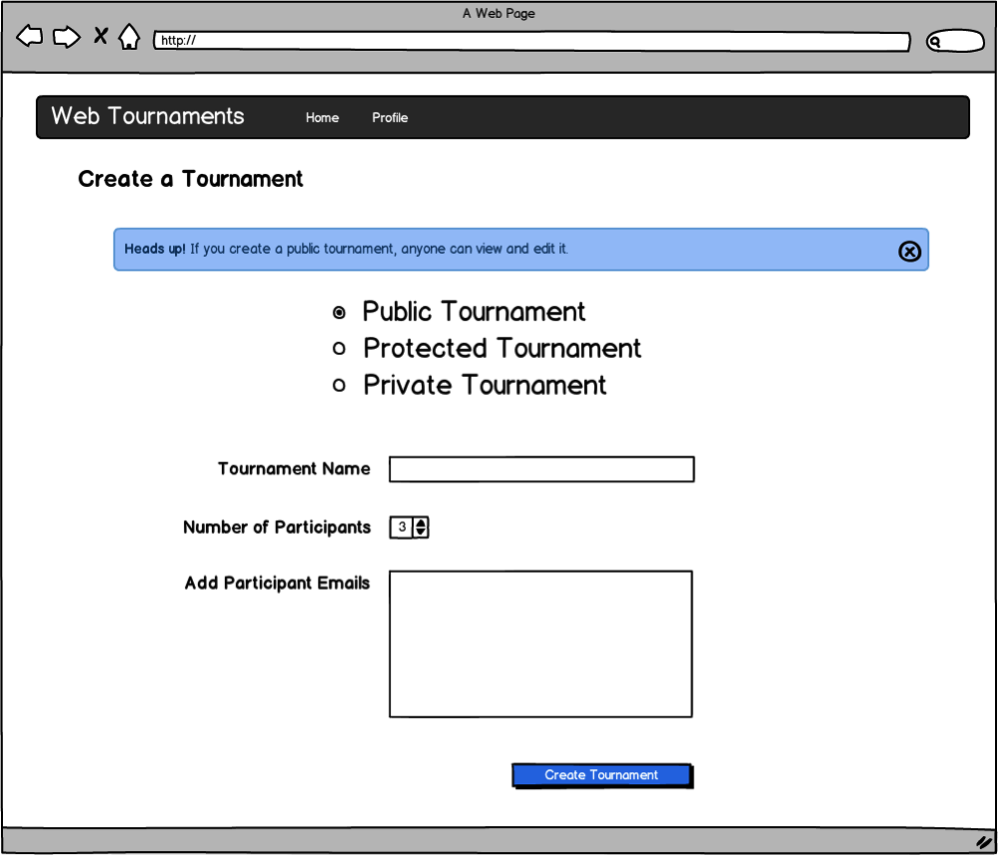 A Web Page
http://
Web Tournaments Home Profile
Create a Tournament
Heads up! If you create a public tournament, anyone can view and edit it.
Public Tournament
Protected Tournament
Private Tournament
Tournament Name
Number of Participants 3
Add Participant Emails
Create Tournament